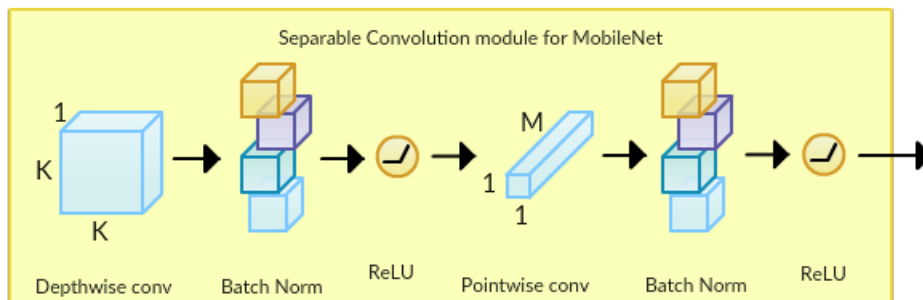 Separable Convolution module for MobileNet
1
K
K
M
1
1
Depthwise conv
Batch Norm
ReLU
Pointwise conv
Batch Norm
ReLU